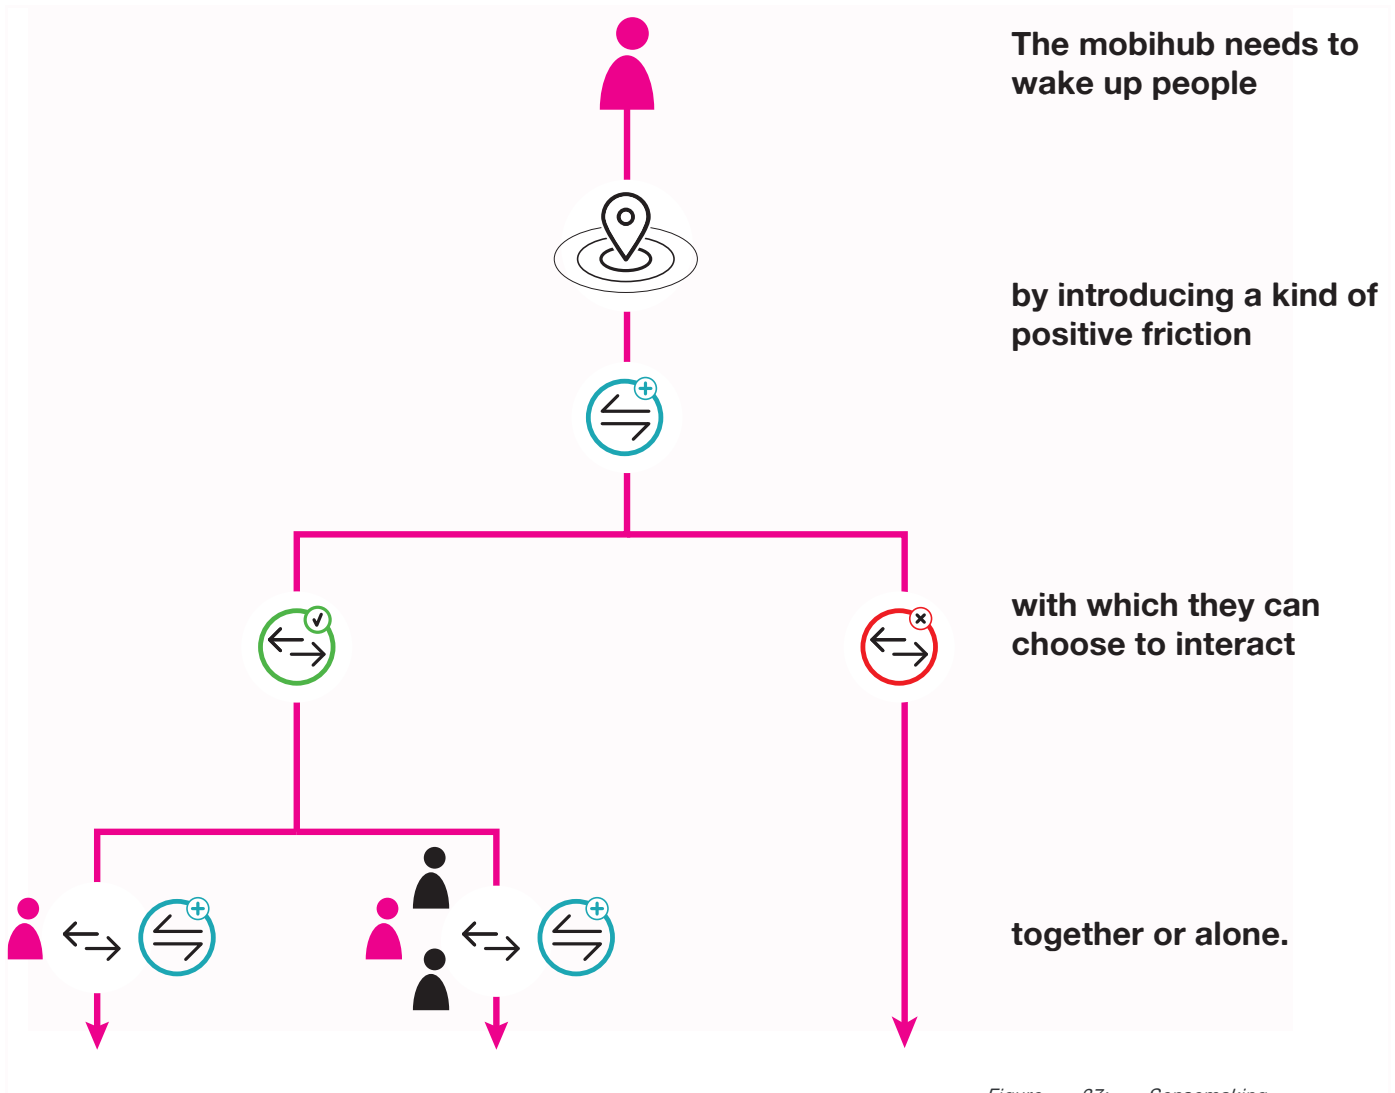 The mobihub needs to
wake up people
by introducing a kind of
positive friction
with which they can
choose to interact
together or alone.